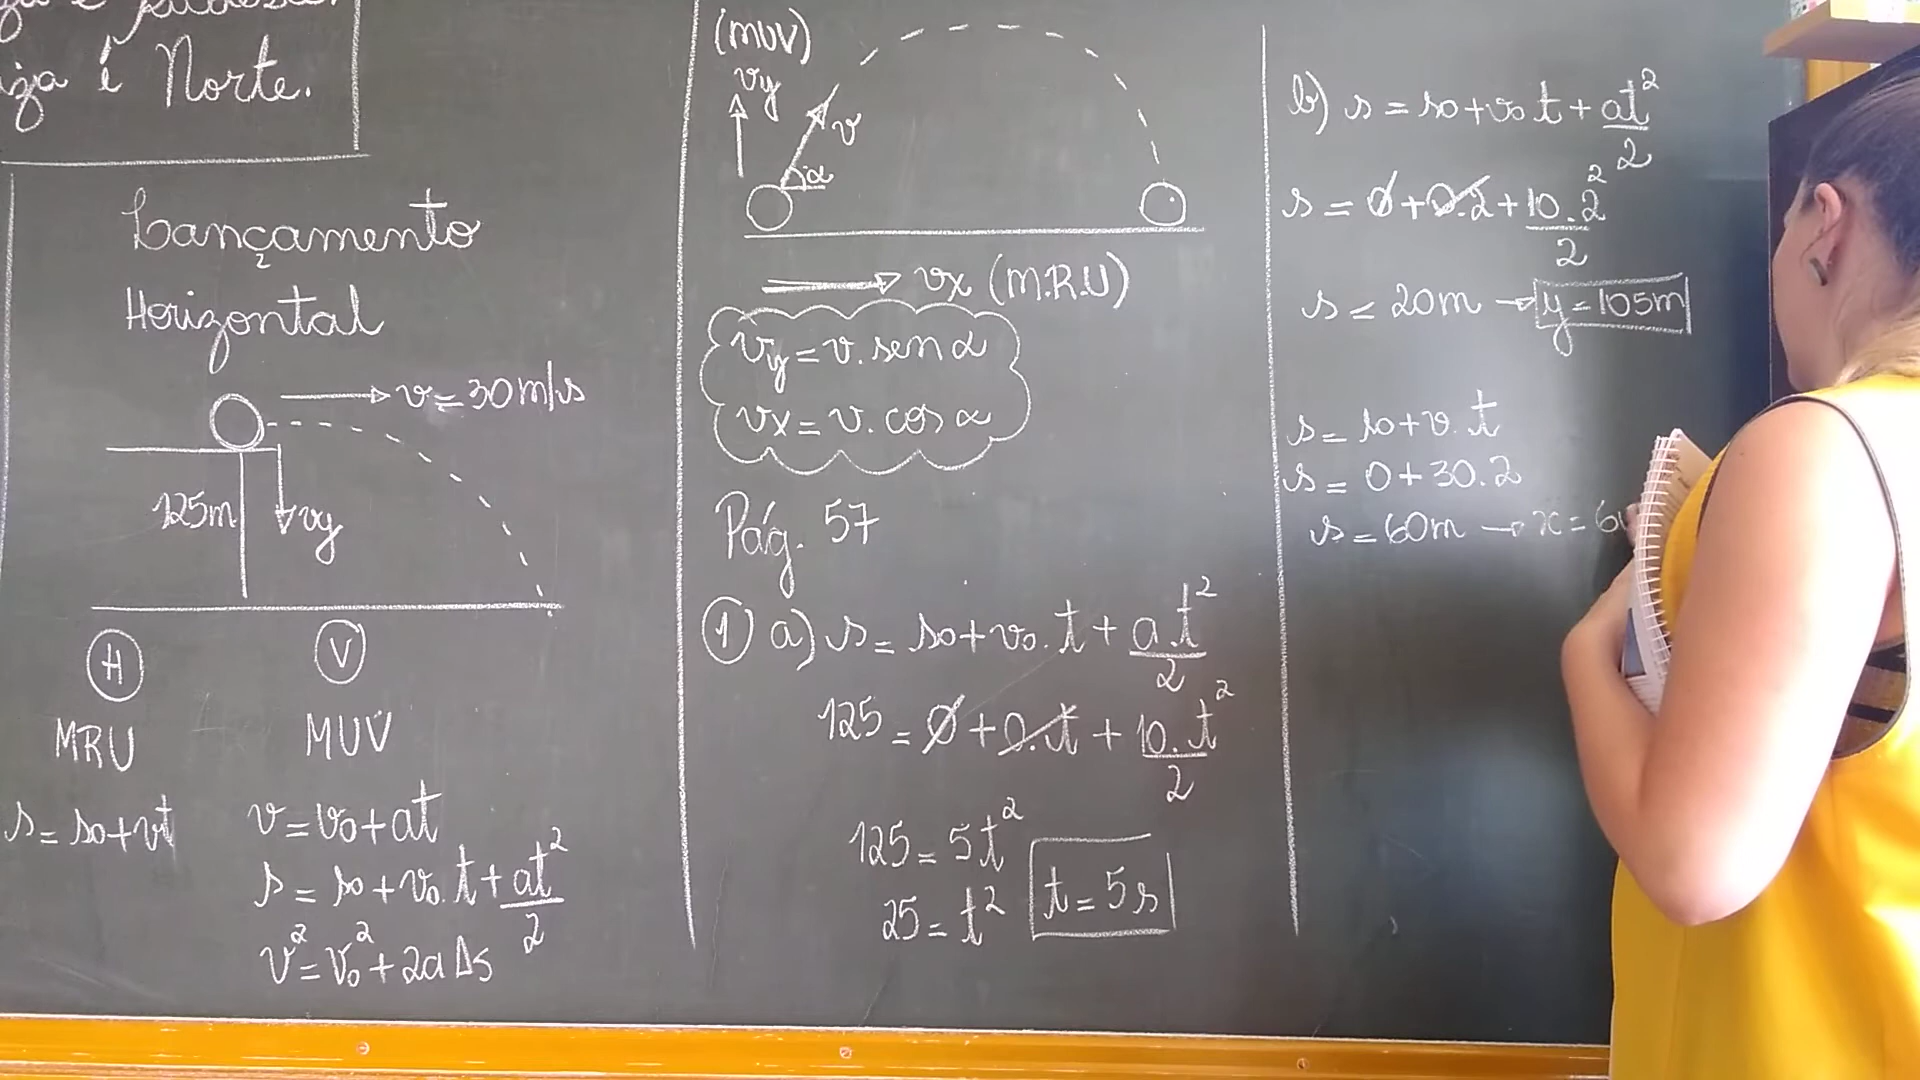 é Norte.
Lançamento
Horizontal
v = 30 m/s
125m
vy
H
V
MRU
MUV
s = so + vt
v = vo + at
s = so + vo.t + at²/2
v² = vo² + 2aΔs
(MUV)
vy
v
α
vx (M.R.U)
vy = v. sen α
vx = v. cos α
Pág. 57
1 a) s = so + vo.t + a.t²/2
125 = 0 + 0.t + 10.t²/2
125 = 5t²
25 = t²
t = 5s
b) s = so + vo t + at²/2
s = 0 + 0.2 + 10.2²/2
s = 20m → y = 105m
s = so + v.t
s = 0 + 30.2
s = 60m → x = 6